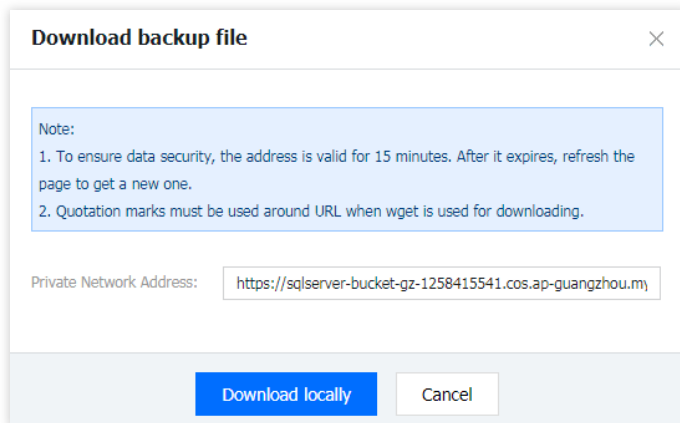 Download backup file
Note:
1. To ensure data security, the address is valid for 15 minutes. After it expires, refresh the
page to get a new one.
2. Quotation marks must be used around URL when wget is used for downloading.
Private Network Address: https://sqlserver-bucket-gz-1258415541.cos.ap-guangzhou.my
Download locally Cancel